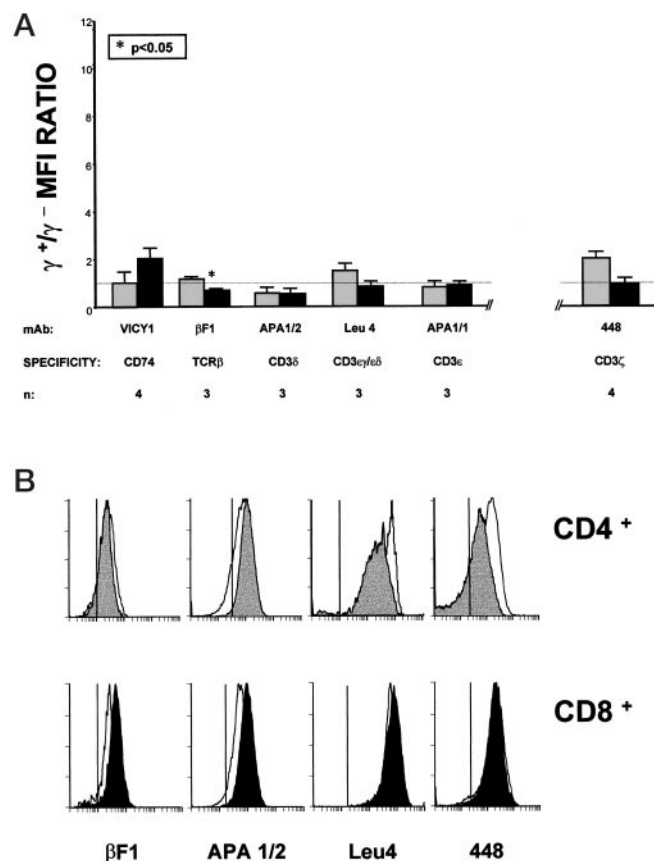 A
* p<0.05
γ+/γ− MFI RATIO
12
10
8
6
4
2
0
*
mAb: VICY1 βF1 APA1/2 Leu 4 APA1/1 448
SPECIFICITY: CD74 TCRβ CD3δ CD3εγ/εδ CD3ε CD3ζ
n: 4 3 3 3 3 4
B
CD4 +
CD8 +
βF1 APA 1/2 Leu4 448